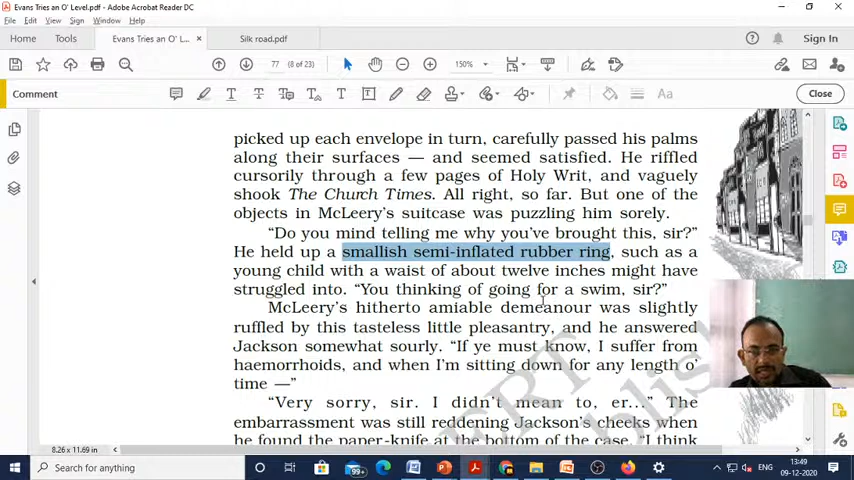 Evans Tries an O' Level.pdf - Adobe Acrobat Reader DC
File Edit View Sign Window Help
Home Tools Evans Tries an O' L... × Silk road.pdf Sign In
77 (8 of 23) 150%
Comment Aa Close
picked up each envelope in turn, carefully passed his palms
along their surfaces — and seemed satisfied. He riffled
cursorily through a few pages of Holy Writ, and vaguely
shook The Church Times. All right, so far. But one of the
objects in McLeery's suitcase was puzzling him sorely.
"Do you mind telling me why you've brought this, sir?"
He held up a smallish semi-inflated rubber ring, such as a
young child with a waist of about twelve inches might have
struggled into. "You thinking of going for a swim, sir?"
McLeery's hitherto amiable demeanour was slightly
ruffled by this tasteless little pleasantry, and he answered
Jackson somewhat sourly. "If ye must know, I suffer from
haemorrhoids, and when I'm sitting down for any length o'
time —"
"Very sorry, sir. I didn't mean to, er..." The
embarrassment was still reddening Jackson's cheeks when
he found the paper-knife at the bottom of the case. "I think
8.26 x 11.69 in
Search for anything
99+
ENG
13:49
09-12-2020